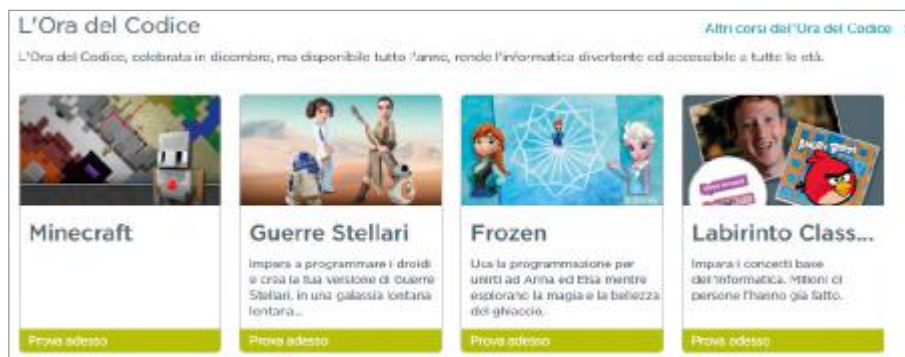 L'Ora del Codice
Altri corsi dell'Ora del Codice
L'Ora del Codice, celebrata in dicembre, ma disponibile tutto l'anno, rende l'informatica divertente ed accessibile a tutte le età.
ANGRY BIRDS
Minecraft
Guerre Stellari
Impara a programmare i droidi
e crea la tua versione di Guerre
Stellari, in una galassia lontana
lontana...
Frozen
Usa la programmazione per
unirti ad Anna ed Elsa mentre
esplorano la magia e la bellezza
del ghiaccio.
Labirinto Class...
Impara i concetti base
dell'informatica. Milioni di
persone l'hanno già fatto.
Prova adesso
Prova adesso
Prova adesso
Prova adesso